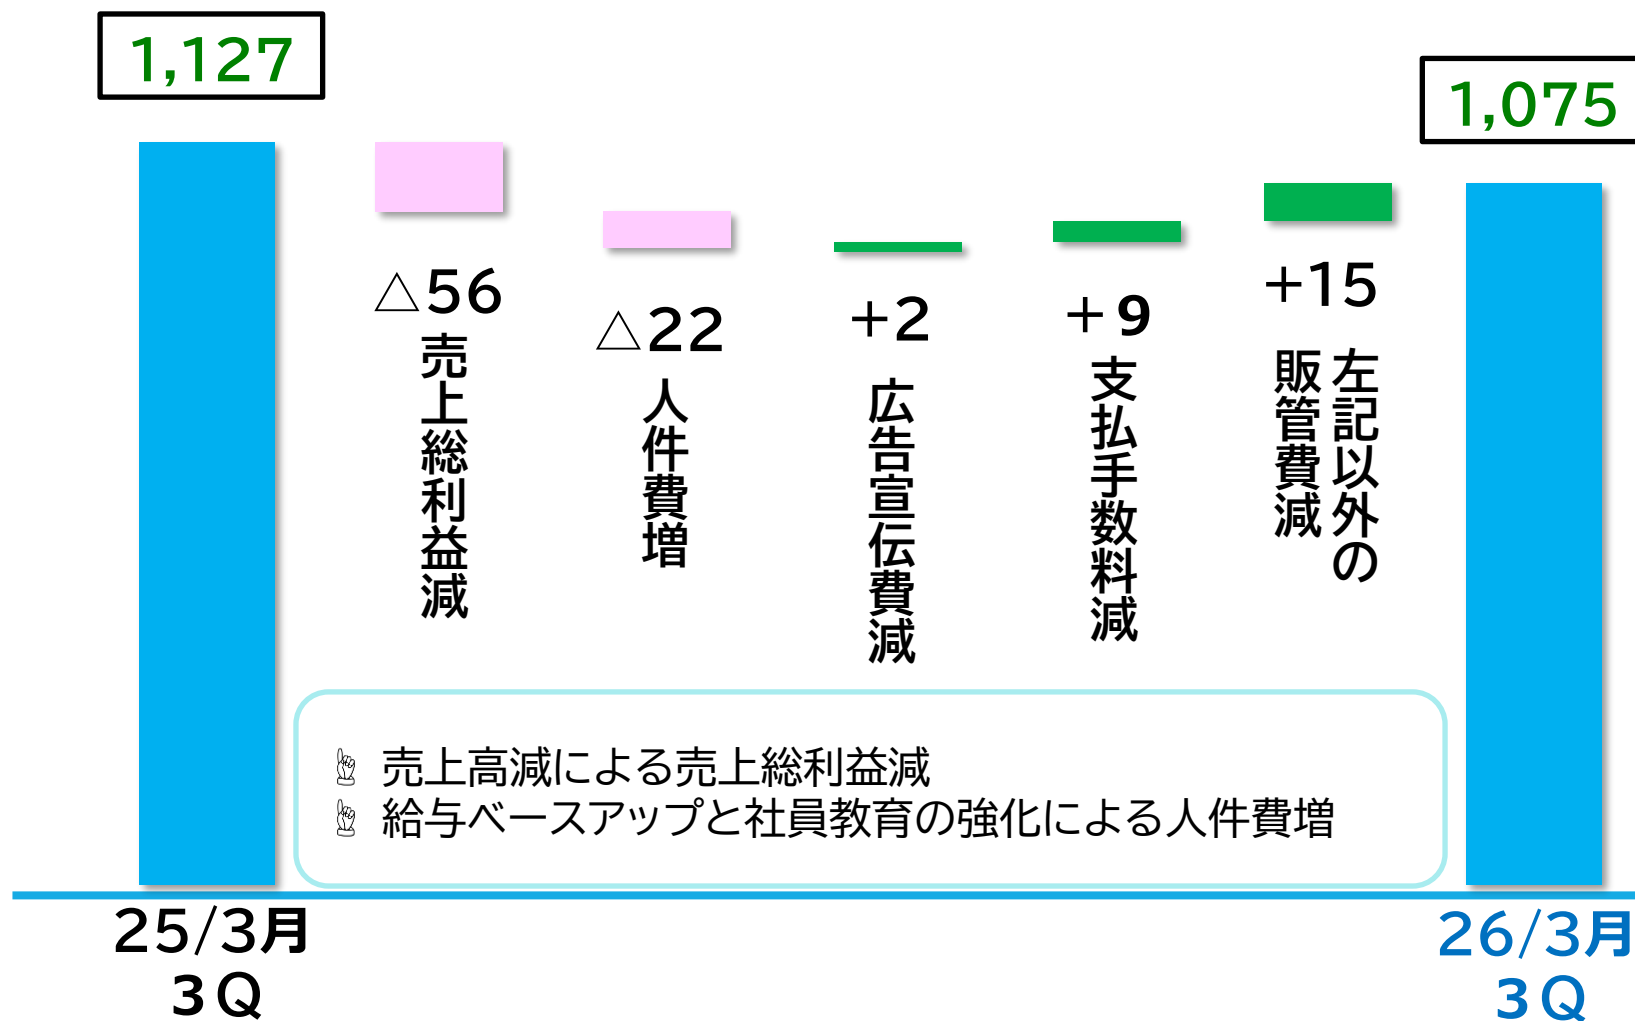 1,127
1,075
△56
売上総利益減
△22
人件費増
+2
広告宣伝費減
+9
支払手数料減
+15
左記以外の
販管費減
売上高減による売上総利益減
給与ベースアップと社員教育の強化による人件費増
25/3月
3Q
26/3月
3Q